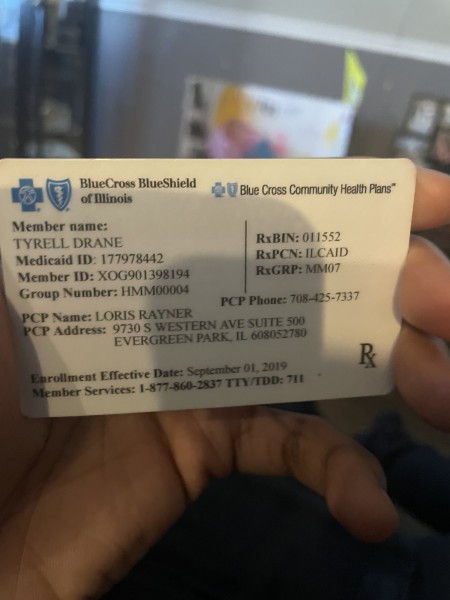 BlueCross BlueShield
of Illinois
Blue Cross Community Health Plans℠
Member name:
TYRELL DRANE
Medicaid ID: 177978442
Member ID: XOG901398194
Group Number: HMM00004
RxBIN: 011552
RxPCN: ILCAID
RxGRP: MM07
PCP Phone: 708-425-7337
PCP Name: LORIS RAYNER
PCP Address: 9730 S WESTERN AVE SUITE 500
EVERGREEN PARK, IL 608052780
Rx
Enrollment Effective Date: September 01, 2019
Member Services: 1-877-860-2837 TTY/TDD: 711